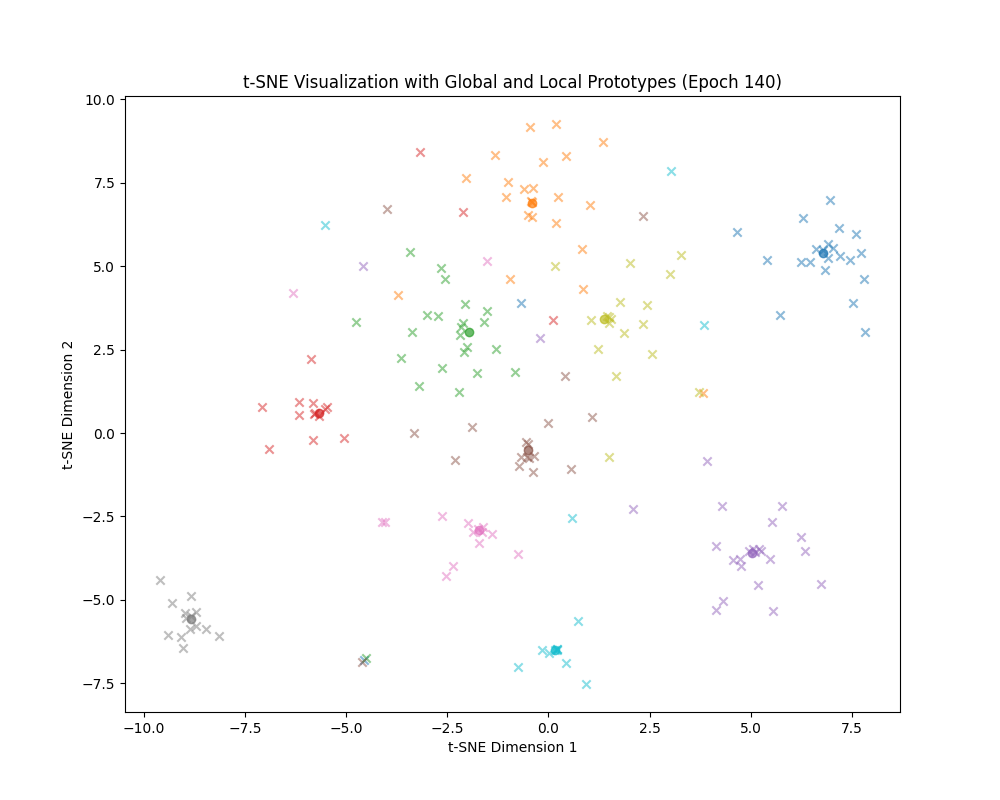 t-SNE Visualization with Global and Local Prototypes (Epoch 140)
10.0
7.5
5.0
2.5
0.0
−2.5
−5.0
−7.5
t-SNE Dimension 2
−10.0 −7.5 −5.0 −2.5 0.0 2.5 5.0 7.5
t-SNE Dimension 1